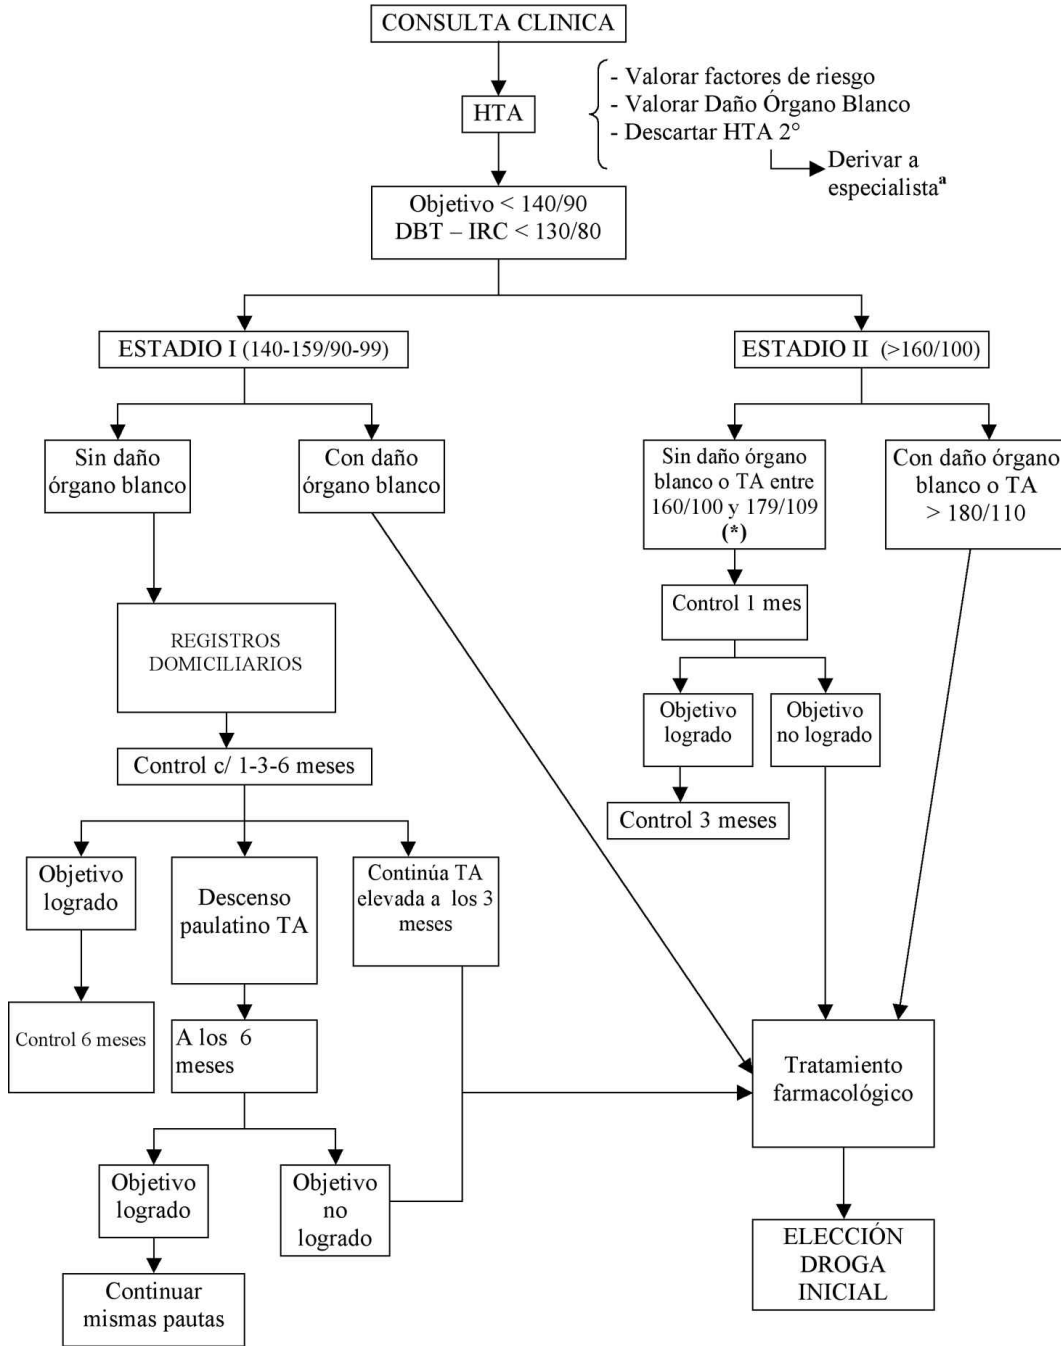 CONSULTA CLINICA
HTA
- Valorar factores de riesgo
- Valorar Daño Órgano Blanco
- Descartar HTA 2°
Derivar a
especialistaª
Objetivo < 140/90
DBT – IRC < 130/80
ESTADIO I (140-159/90-99)
ESTADIO II (>160/100)
Sin daño
órgano blanco
Con daño
órgano blanco
Sin daño órgano
blanco o TA entre
160/100 y 179/109
(*)
Con daño órgano
blanco o TA
> 180/110
REGISTROS
DOMICILIARIOS
Control 1 mes
Objetivo
logrado
Objetivo
no logrado
Control c/ 1-3-6 meses
Control 3 meses
Objetivo
logrado
Descenso
paulatino TA
Continúa TA
elevada a los 3
meses
Control 6 meses
A los 6
meses
Tratamiento
farmacológico
Objetivo
logrado
Objetivo
no
logrado
Continuar
mismas pautas
ELECCIÓN
DROGA
INICIAL